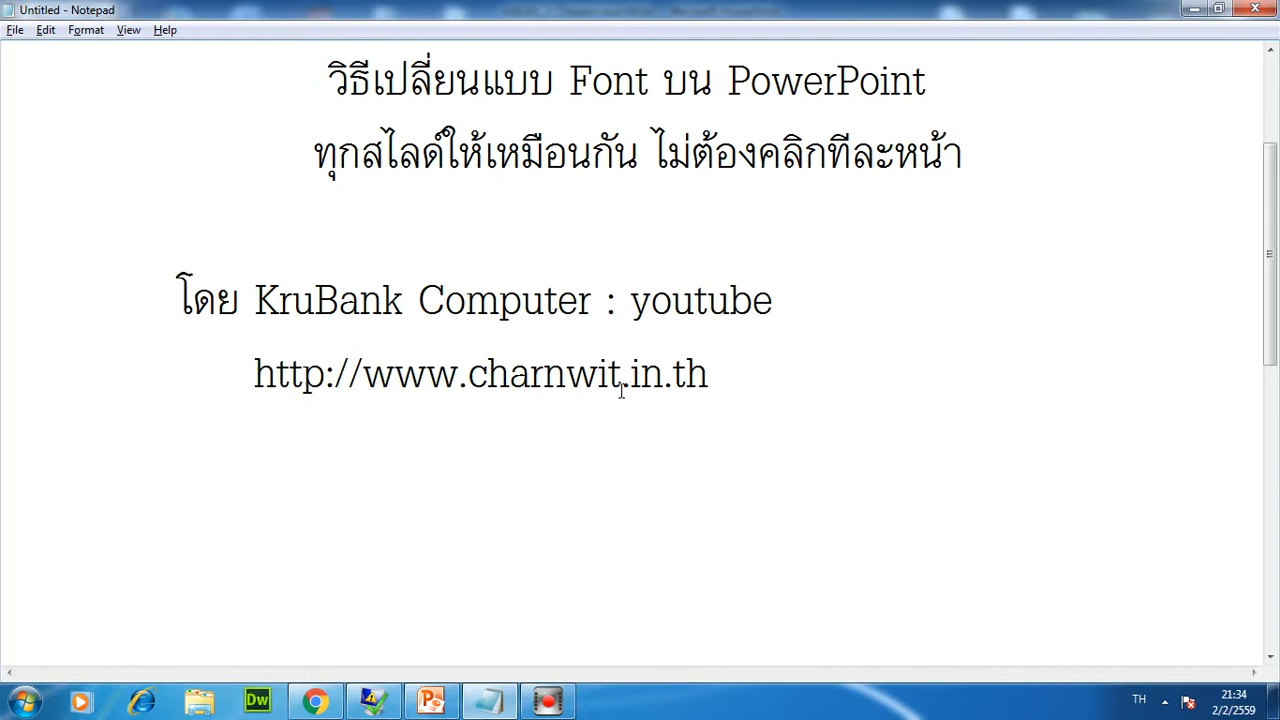 Untitled - Notepad
File Edit Format View Help
วิธีเปลี่ยนแบบ Font บน PowerPoint
ทุกสไลด์ให้เหมือนกัน ไม่ต้องคลิกทีละหน้า
โดย KruBank Computer : youtube
http://www.charnwit.in.th
Dw
TH
21:34
2/2/2559